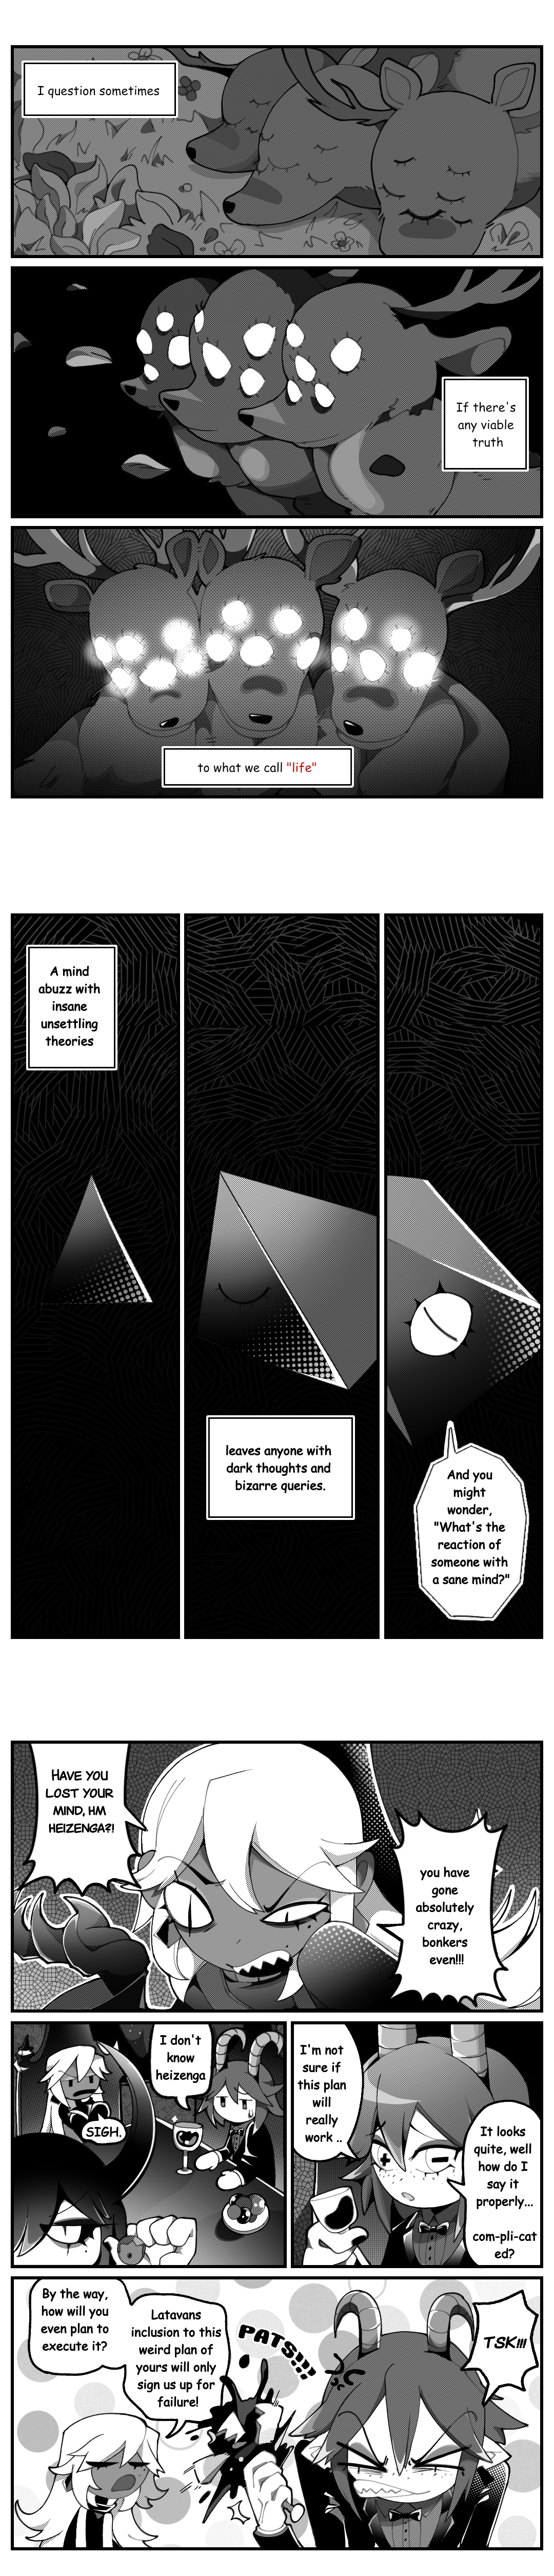 I question sometimes
If there's
any viable
truth
to what we call "life"
A mind
abuzz with
insane
unsettling
theories
leaves anyone with
dark thoughts and
bizarre queries.
And you
might
wonder,
"What's the
reaction of
someone with
a sane mind?"
HAVE YOU
LOST YOUR
MIND, HM
HEIZENGA?!
you have
gone
absolutely
crazy,
bonkers
even!!!
I don't
know
heizenga
SIGH.
I'm not
sure if
this plan
will
really
work ..
It looks
quite, well
how do I
say it
properly...
com-pli-cat
ed?
By the way,
how will you
even plan to
execute it?
Latavans
inclusion to this
weird plan of
yours will only
sign us up for
failure!
PATS!!!
TSK!!!